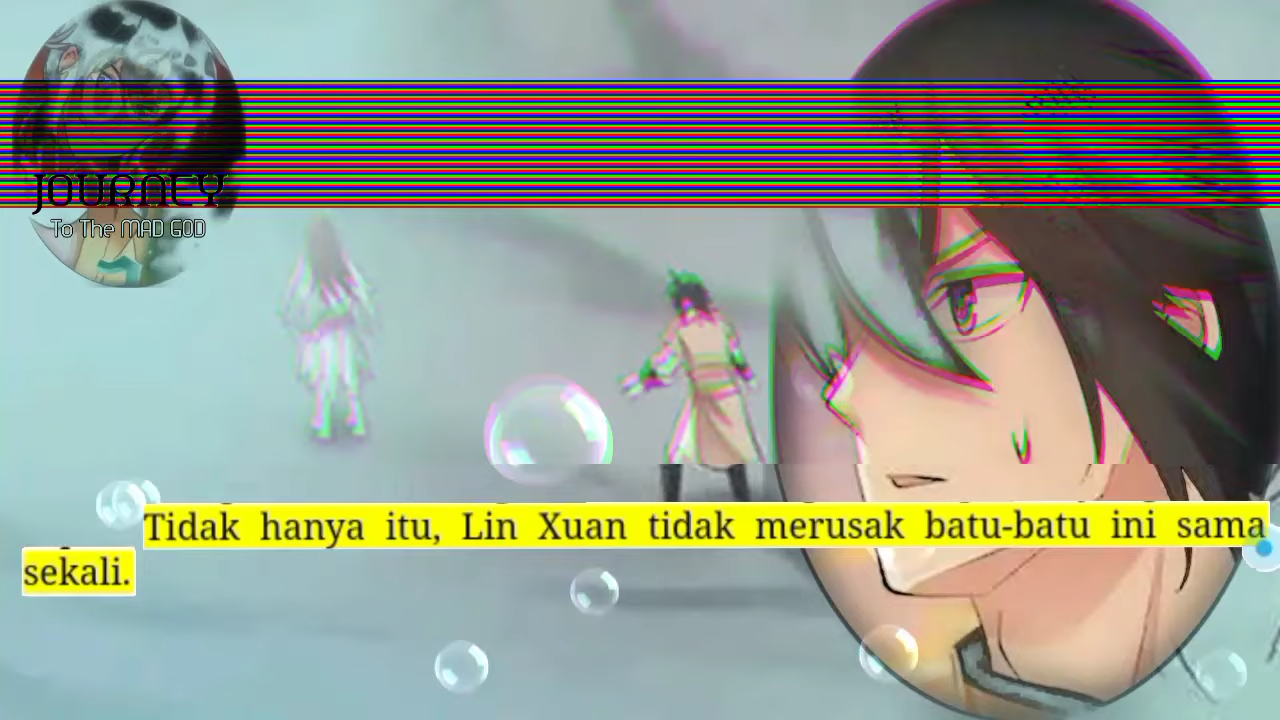 JOURNEY
To The MAD GOD
Tidak hanya itu, Lin Xuan tidak merusak batu-batu ini sama
sekali.